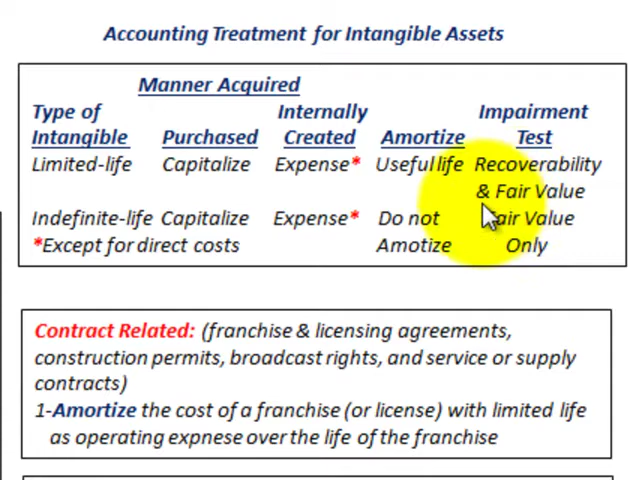 Accounting Treatment for Intangible Assets
Manner Acquired
Type of Internally Impairment
Intangible Purchased Created Amortize Test
Limited-life Capitalize Expense* Useful life Recoverability
& Fair Value
Indefinite-life Capitalize Expense* Do not air Value
*Except for direct costs Amotize Only
Contract Related: (franchise & licensing agreements,
construction permits, broadcast rights, and service or supply
contracts)
1-Amortize the cost of a franchise (or license) with limited life
as operating expnese over the life of the franchise